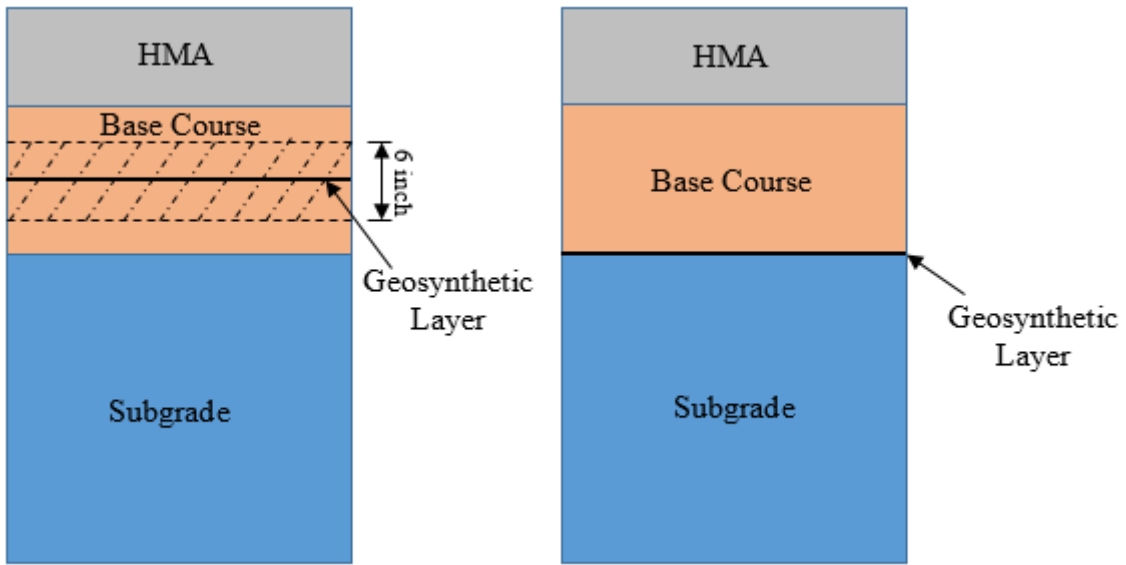 HMA
Base Course
6 inch
Geosynthetic
Layer
Subgrade
HMA
Base Course
Geosynthetic
Layer
Subgrade